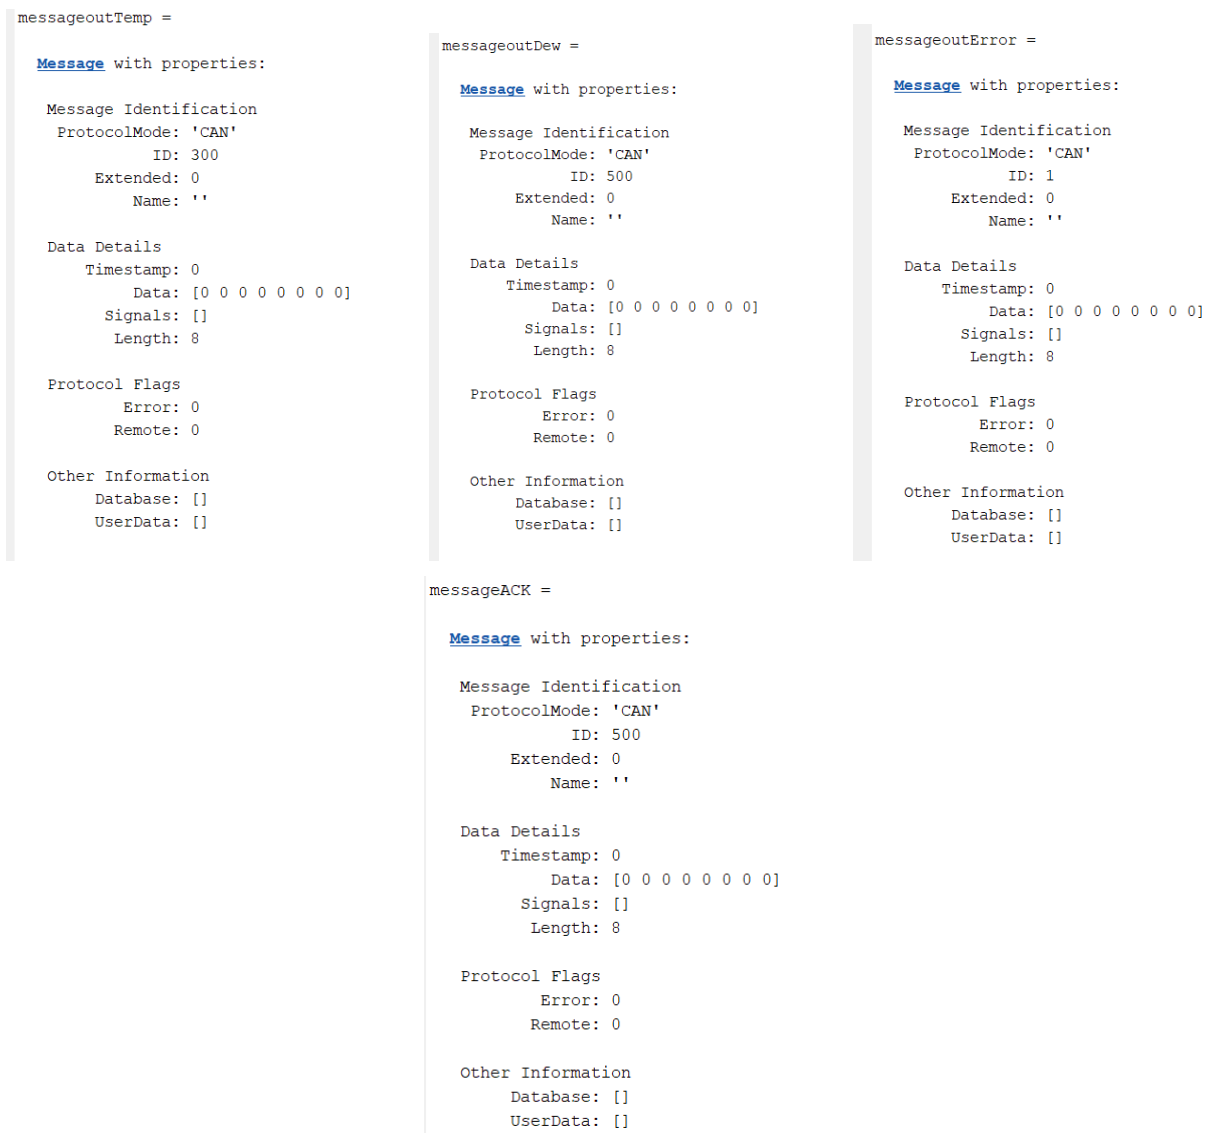 messageoutTemp =
Message with properties:
Message Identification
ProtocolMode: 'CAN'
ID: 300
Extended: 0
Name: ''
Data Details
Timestamp: 0
Data: [0 0 0 0 0 0 0 0]
Signals: []
Length: 8
Protocol Flags
Error: 0
Remote: 0
Other Information
Database: []
UserData: []
messageoutDew =
Message with properties:
Message Identification
ProtocolMode: 'CAN'
ID: 500
Extended: 0
Name: ''
Data Details
Timestamp: 0
Data: [0 0 0 0 0 0 0 0]
Signals: []
Length: 8
Protocol Flags
Error: 0
Remote: 0
Other Information
Database: []
UserData: []
messageoutError =
Message with properties:
Message Identification
ProtocolMode: 'CAN'
ID: 1
Extended: 0
Name: ''
Data Details
Timestamp: 0
Data: [0 0 0 0 0 0 0 0]
Signals: []
Length: 8
Protocol Flags
Error: 0
Remote: 0
Other Information
Database: []
UserData: []
messageACK =
Message with properties:
Message Identification
ProtocolMode: 'CAN'
ID: 500
Extended: 0
Name: ''
Data Details
Timestamp: 0
Data: [0 0 0 0 0 0 0 0]
Signals: []
Length: 8
Protocol Flags
Error: 0
Remote: 0
Other Information
Database: []
UserData: []